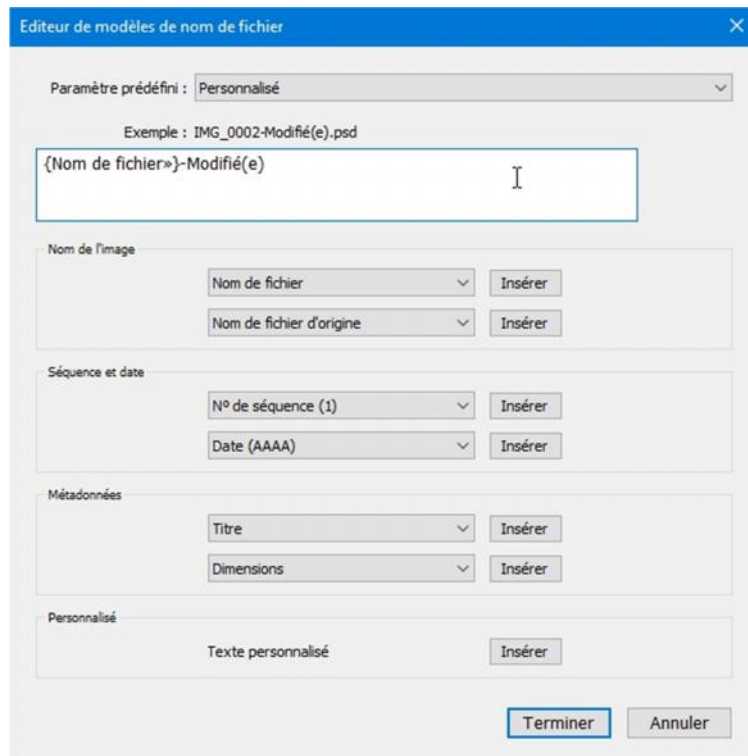 Editeur de modèles de nom de fichier
Paramètre prédéfini : Personnalisé
Exemple : IMG_0002-Modifié(e).psd
{Nom de fichier»}-Modifié(e)
Nom de l'image
Nom de fichier Insérer
Nom de fichier d'origine Insérer
Séquence et date
Nº de séquence (1) Insérer
Date (AAAA) Insérer
Métadonnées
Titre Insérer
Dimensions Insérer
Personnalisé
Texte personnalisé Insérer
Terminer Annuler